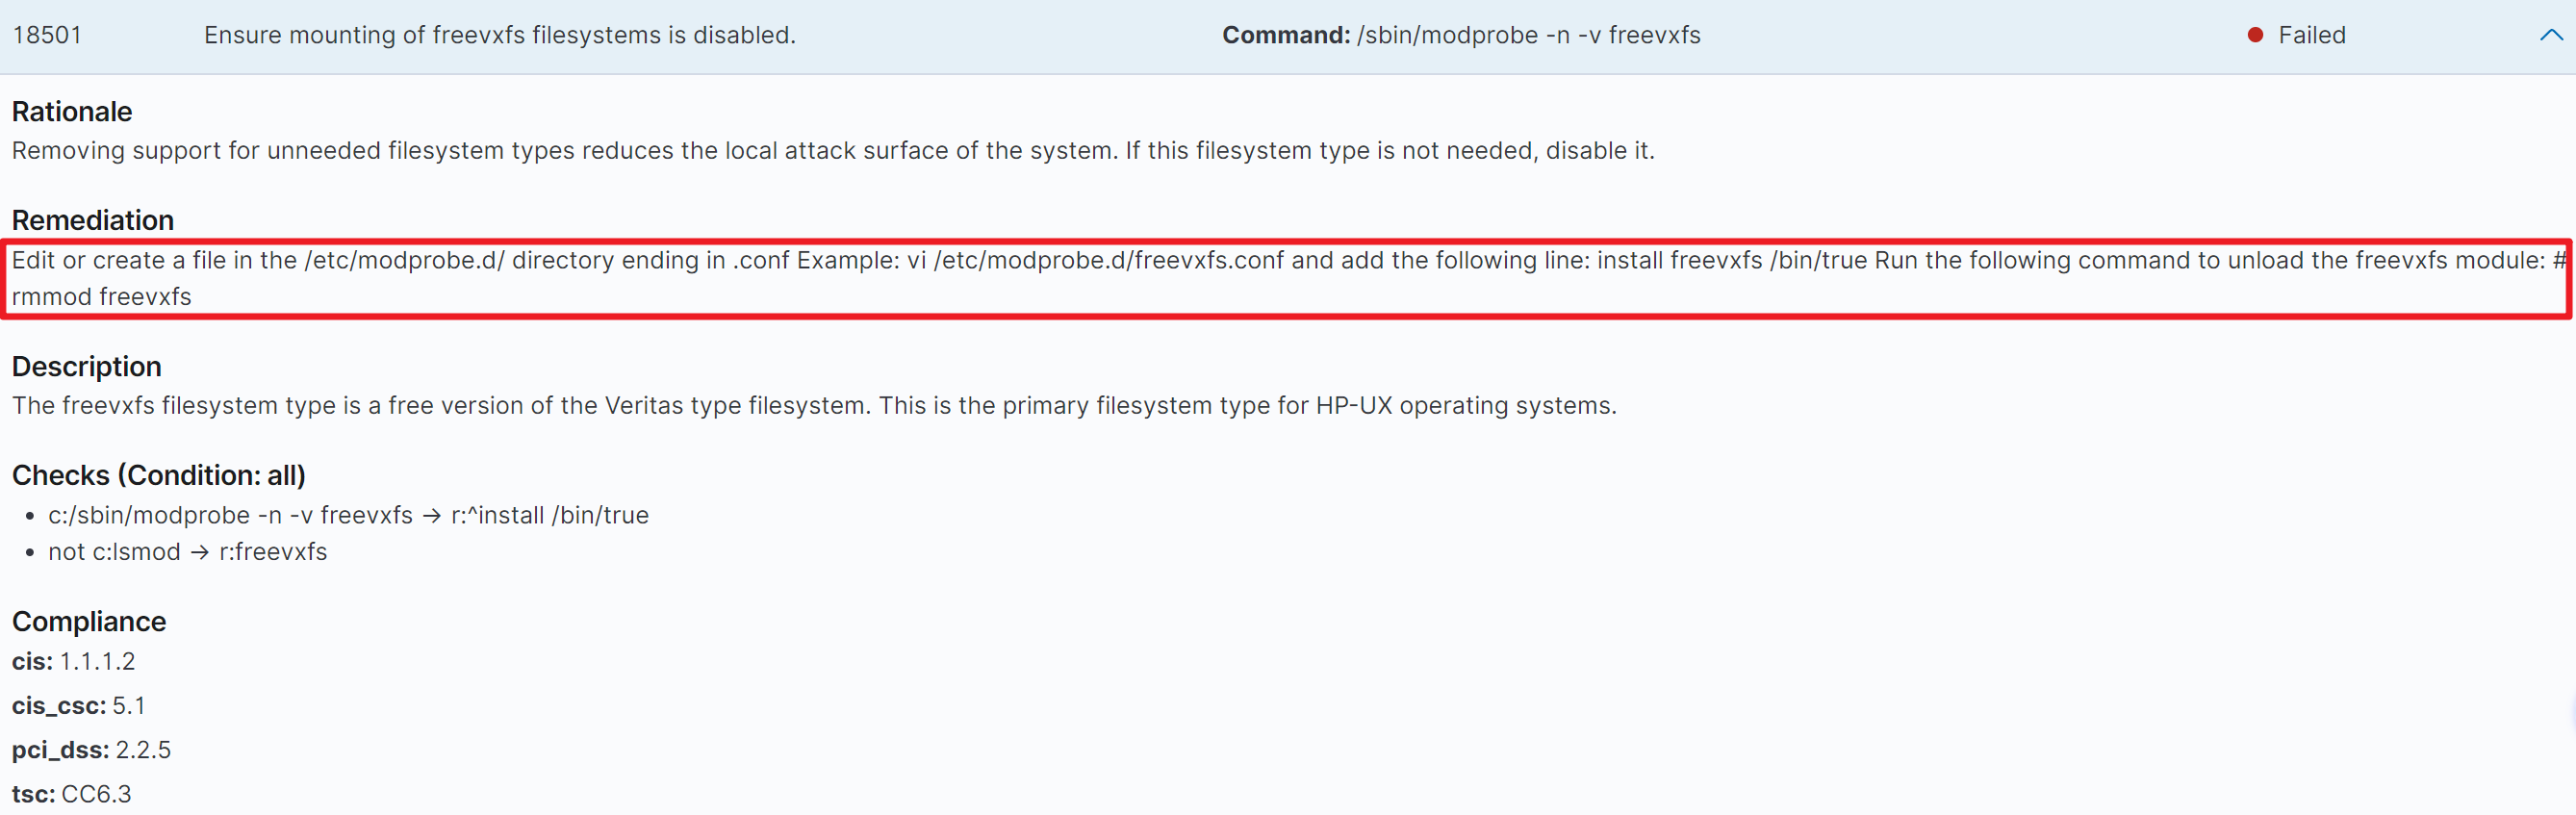 18501 Ensure mounting of freevxfs filesystems is disabled. Command: /sbin/modprobe -n -v freevxfs Failed
Rationale
Removing support for unneeded filesystem types reduces the local attack surface of the system. If this filesystem type is not needed, disable it.
Remediation
Edit or create a file in the /etc/modprobe.d/ directory ending in .conf Example: vi /etc/modprobe.d/freevxfs.conf and add the following line: install freevxfs /bin/true Run the following command to unload the freevxfs module: #
rmmod freevxfs
Description
The freevxfs filesystem type is a free version of the Veritas type filesystem. This is the primary filesystem type for HP-UX operating systems.
Checks (Condition: all)
• c:/sbin/modprobe -n -v freevxfs → r:^install /bin/true
• not c:lsmod → r:freevxfs
Compliance
cis: 1.1.1.2
cis_csc: 5.1
pci_dss: 2.2.5
tsc: CC6.3